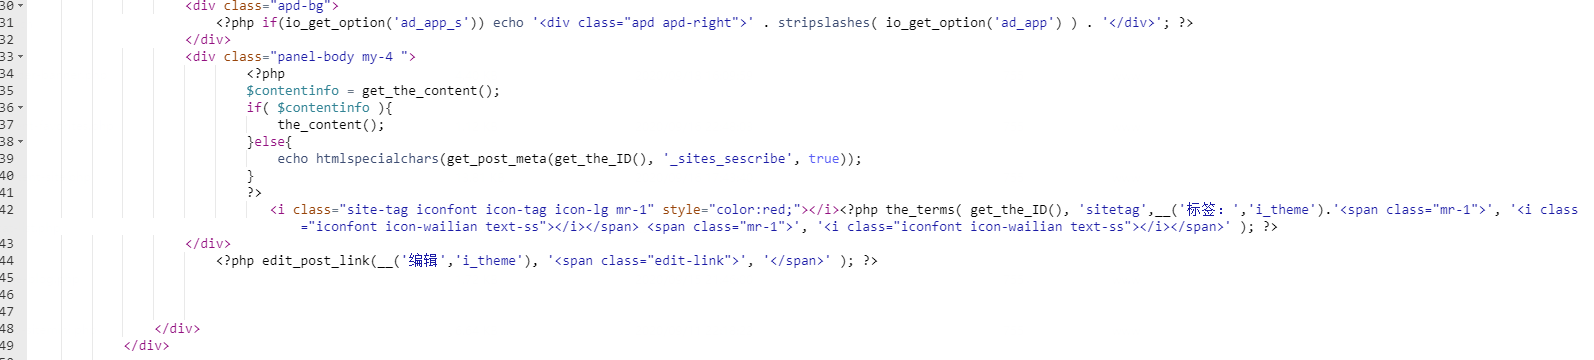 30 <div class="apd-bg">
31 <?php if(io_get_option('ad_app_s')) echo '<div class="apd apd-right">' . stripslashes( io_get_option('ad_app') ) . '</div>'; ?>
32 </div>
33 <div class="panel-body my-4 ">
34 <?php
35 $contentinfo = get_the_content();
36 if( $contentinfo ){
37 the_content();
38 }else{
39 echo htmlspecialchars(get_post_meta(get_the_ID(), '_sites_sescribe', true));
40 }
41 ?>
42 <i class="site-tag iconfont icon-tag icon-lg mr-1" style="color:red;"></i><?php the_terms( get_the_ID(), 'sitetag',__('标签：','i_theme').'<span class="mr-1">', '<i class
="iconfont icon-wailian text-ss"></i></span> <span class="mr-1">', '<i class="iconfont icon-wailian text-ss"></i></span>' ); ?>
43 </div>
44 <?php edit_post_link(__('编辑','i_theme'), '<span class="edit-link">', '</span>' ); ?>
45
46
47
48 </div>
49 </div>